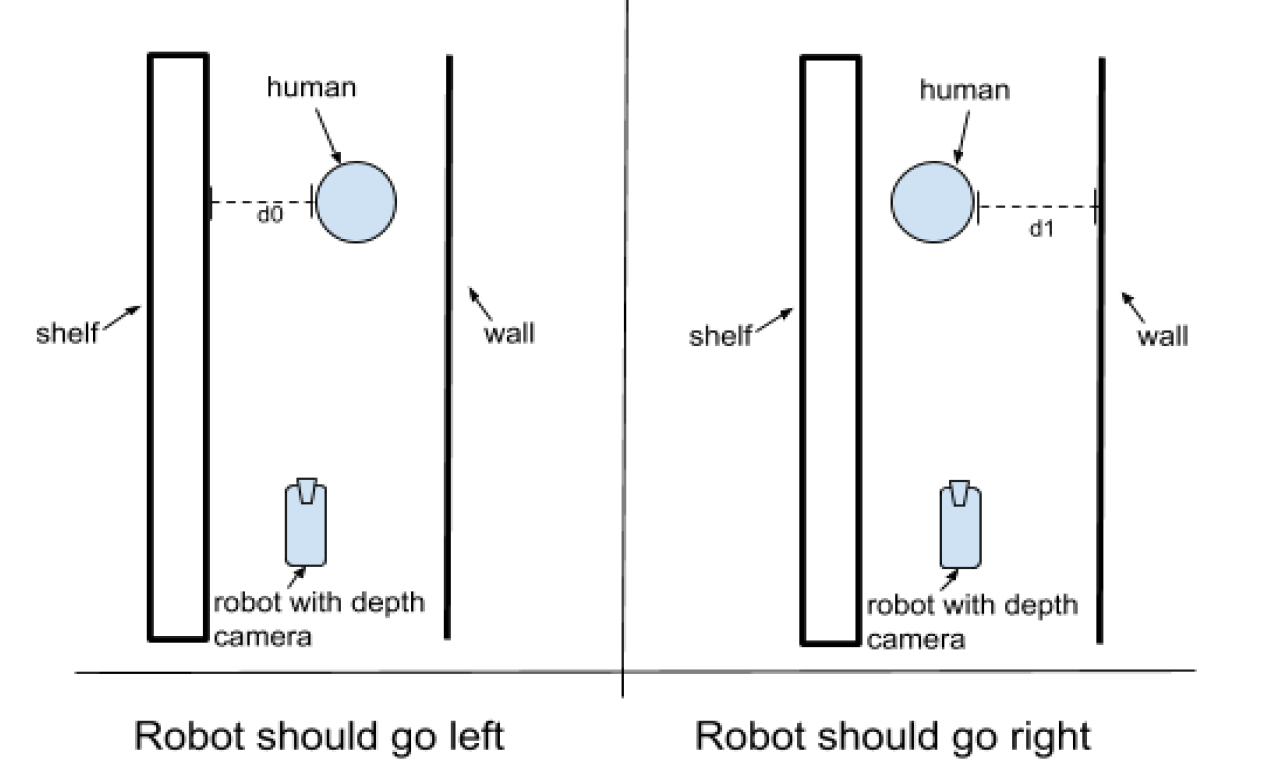 human
d0
shelf
wall
robot with depth
camera
Robot should go left
human
d1
shelf
wall
robot with depth
camera
Robot should go right